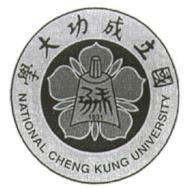 國立成功大學
NATIONAL CHENG KUNG UNIVERSITY
1931